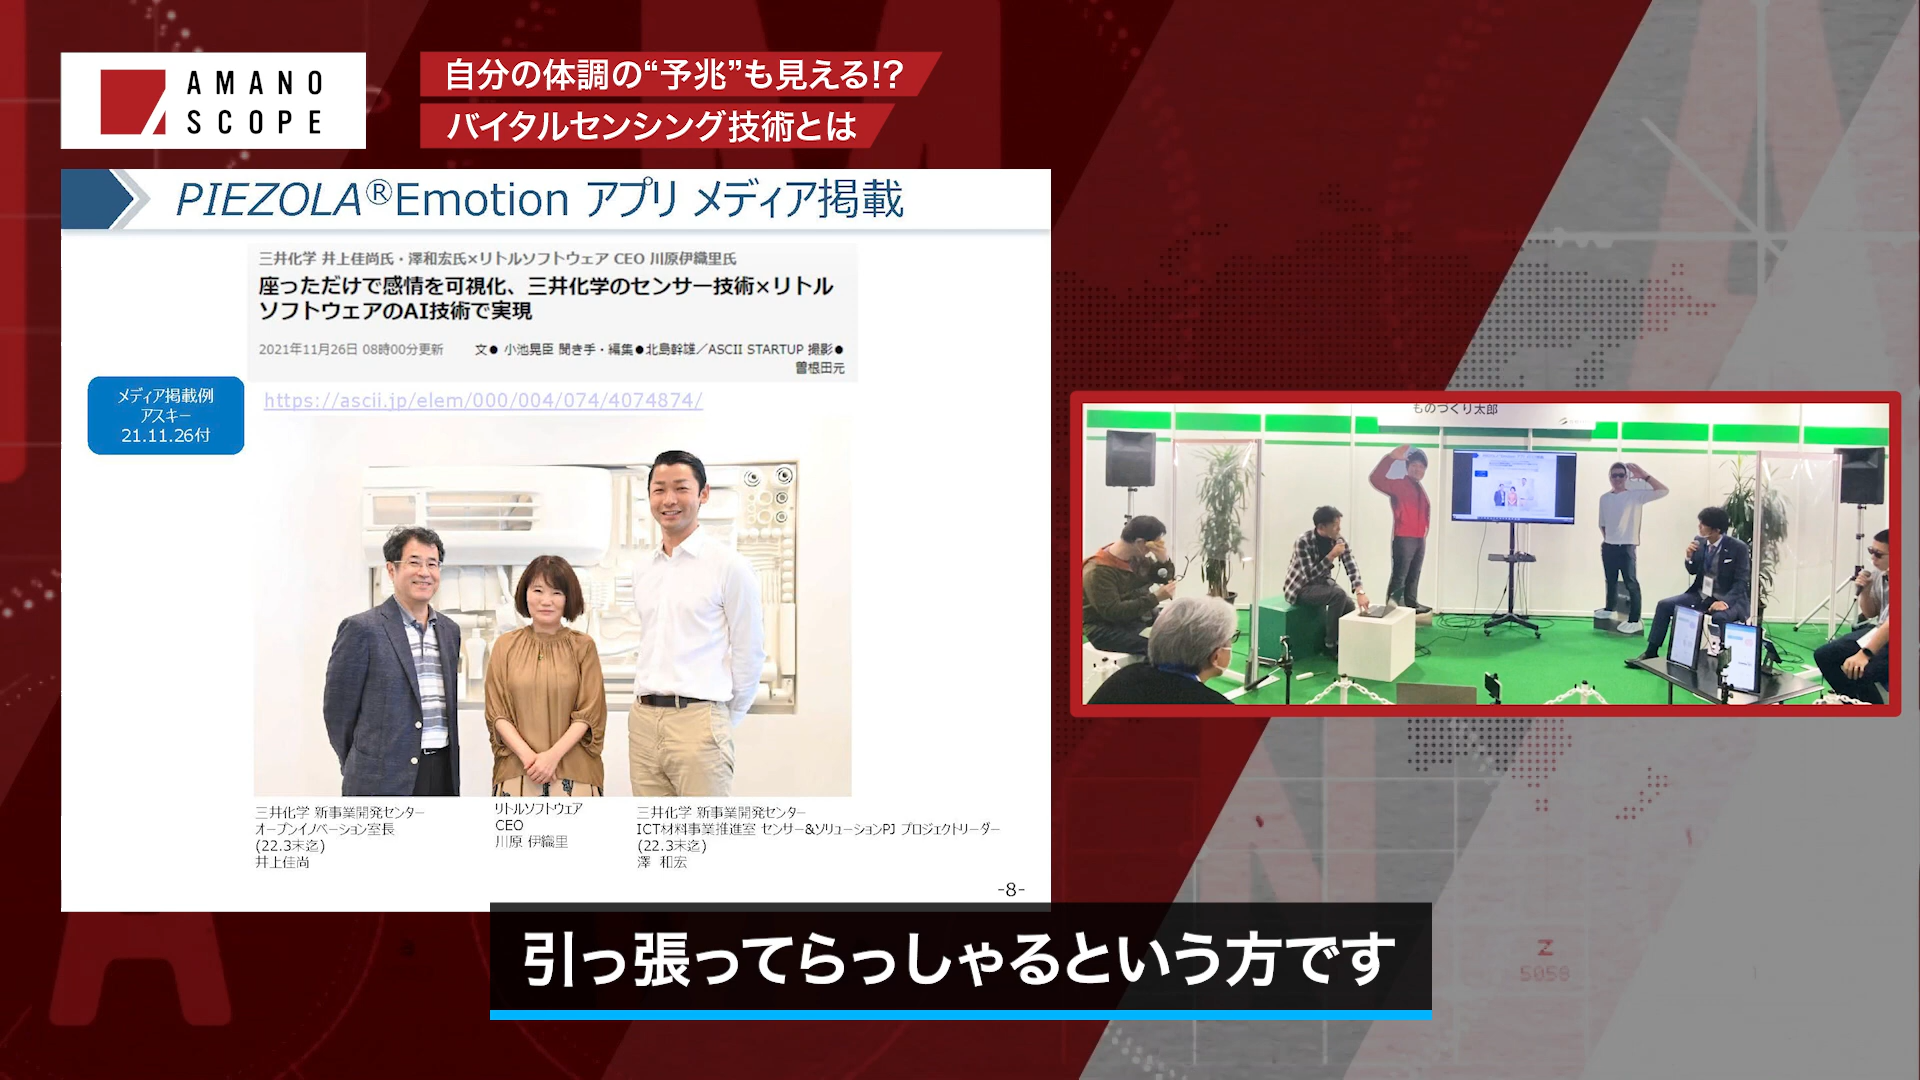 AMANO
SCOPE
自分の体調の“予兆”も見える!?
バイタルセンシング技術とは
PIEZOLA®Emotion アプリ メディア掲載
三井化学 井上佳尚氏・澤和宏氏×リトルソフトウェア CEO 川原伊織里氏
座っただけで感情を可視化、三井化学のセンサー技術×リトル
ソフトウェアのAI技術で実現
2021年11月26日 08時00分更新
文● 小池晃臣 聞き手・編集●北島幹雄／ASCII STARTUP 撮影●
曽根田元
メディア掲載例
アスキー
21.11.26付
https://ascii.jp/elem/000/004/074/4074874/
三井化学 新事業開発センター
オープンイノベーション室長
(22.3末迄)
井上佳尚
リトルソフトウェア
CEO
川原 伊織里
三井化学 新事業開発センター
ICT材料事業推進室 センサー&ソリューションPJ プロジェクトリーダー
(22.3末迄)
澤 和宏
-8-
ものづくり太郎
引っ張ってらっしゃるという方です
Z
5058